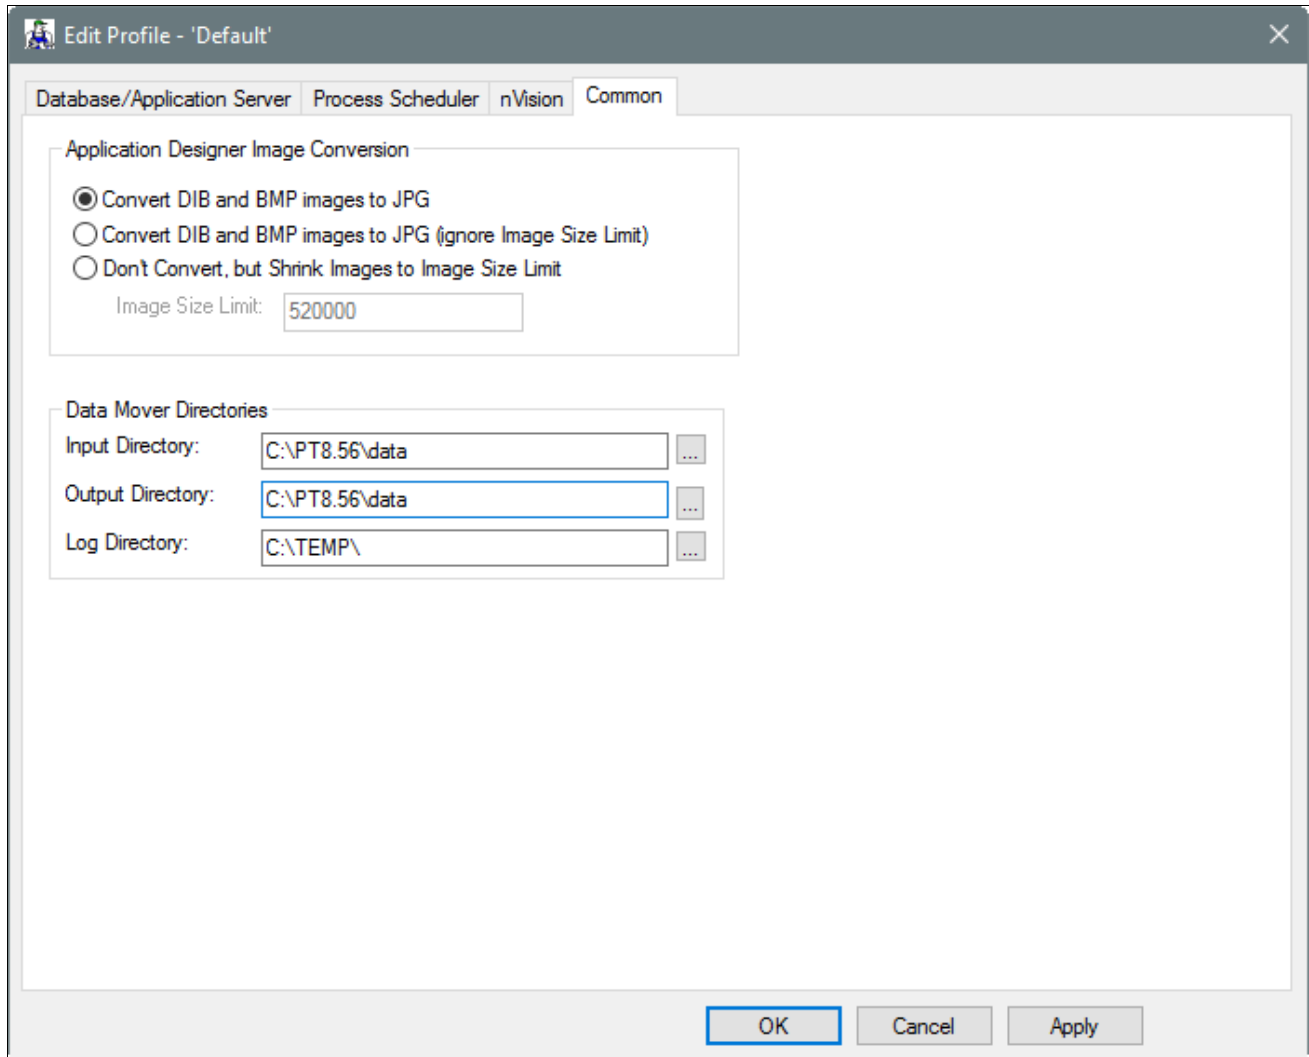 Edit Profile - 'Default'
Database/Application Server Process Scheduler nVision Common
Application Designer Image Conversion
Convert DIB and BMP images to JPG
Convert DIB and BMP images to JPG (ignore Image Size Limit)
Don't Convert, but Shrink Images to Image Size Limit
Image Size Limit: 520000
Data Mover Directories
Input Directory: C:\PT8.56\data ...
Output Directory: C:\PT8.56\data ...
Log Directory: C:\TEMP\ ...
OK Cancel Apply